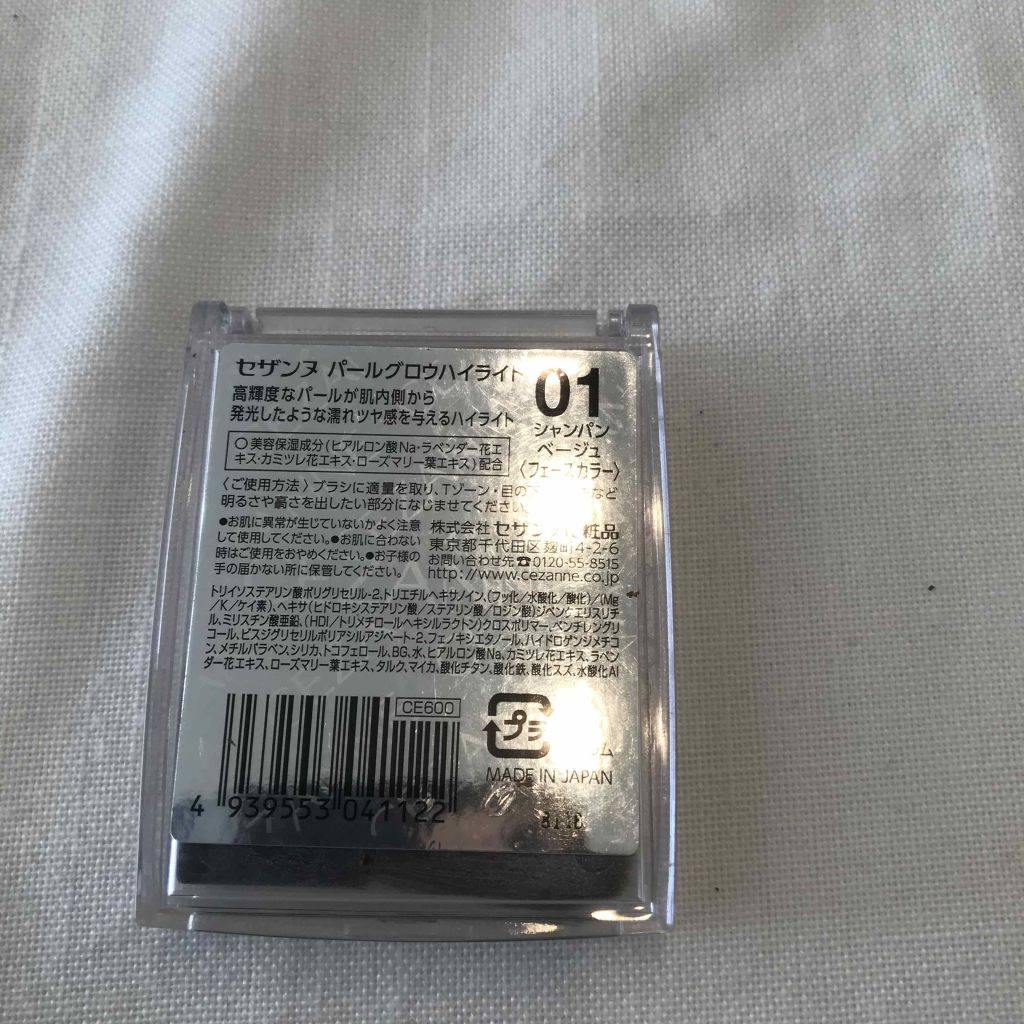 セザンヌ パールグロウハイライト
01
高輝度なパールが肌内側から
発光したような濡れツヤ感を与えるハイライト
シャンパン
ベージュ
〈フェースカラー〉
○美容保湿成分(ヒアルロン酸Na・ラベンダー花エ
キス・カミツレ花エキス・ローズマリー葉エキス)配合
〈ご使用方法〉ブラシに適量を取り、Tゾーン・目の など
明るさや高さを出したい部分になじませてください。
●お肌に異常が生じていないかよく注意
して使用してください。●お肌に合わない
時はご使用をおやめください。●お子様の
手の届かない所に保管してください。
株式会社 セザンヌ化粧品
東京都千代田区麹町4-2-6
お問い合わせ先☎0120-55-8515
http://www.cezanne.co.jp
トリイソステアリン酸ポリグリセリル-2、トリエチルヘキサノイン、(フッ化/水酸化/酸化)/(Mg
/K/ケイ素)、ヘキサ(ヒドロキシステアリン酸/ステアリン酸/ロジン酸)ジペンタエリスリチ
ル、ミリスチン酸亜鉛、(HDI/トリメチロールヘキシルラクトン)クロスポリマー、ペンチレングリ
コール、ビスジグリセリルポリアシルアジペート-2、フェノキシエタノール、ハイドロゲンジメチコ
ン、メチルパラベン、シリカ、トコフェロール、BG、水、ヒアルロン酸Na、カミツレ花エキス、ラベン
ダー花エキス、ローズマリー葉エキス、タルク、マイカ、酸化チタン、酸化鉄、酸化スズ、水酸化Al
CE600
プラ
ム
MADE IN JAPAN
4 939553 041122